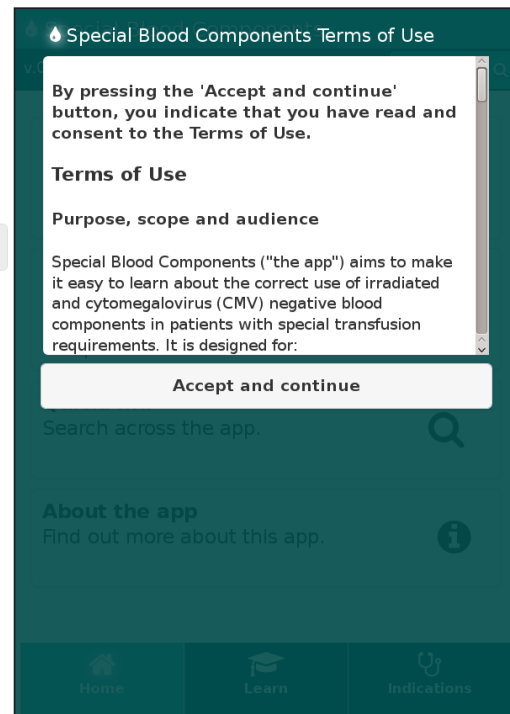 Special Blood Components Terms of Use
By pressing the 'Accept and continue'
button, you indicate that you have read and
consent to the Terms of Use.
Terms of Use
Purpose, scope and audience
Special Blood Components ("the app") aims to make
it easy to learn about the correct use of irradiated
and cytomegalovirus (CMV) negative blood
components in patients with special transfusion
requirements. It is designed for:
Accept and continue
Search across the app.
About the app
Find out more about this app.
Home
Learn
Indications